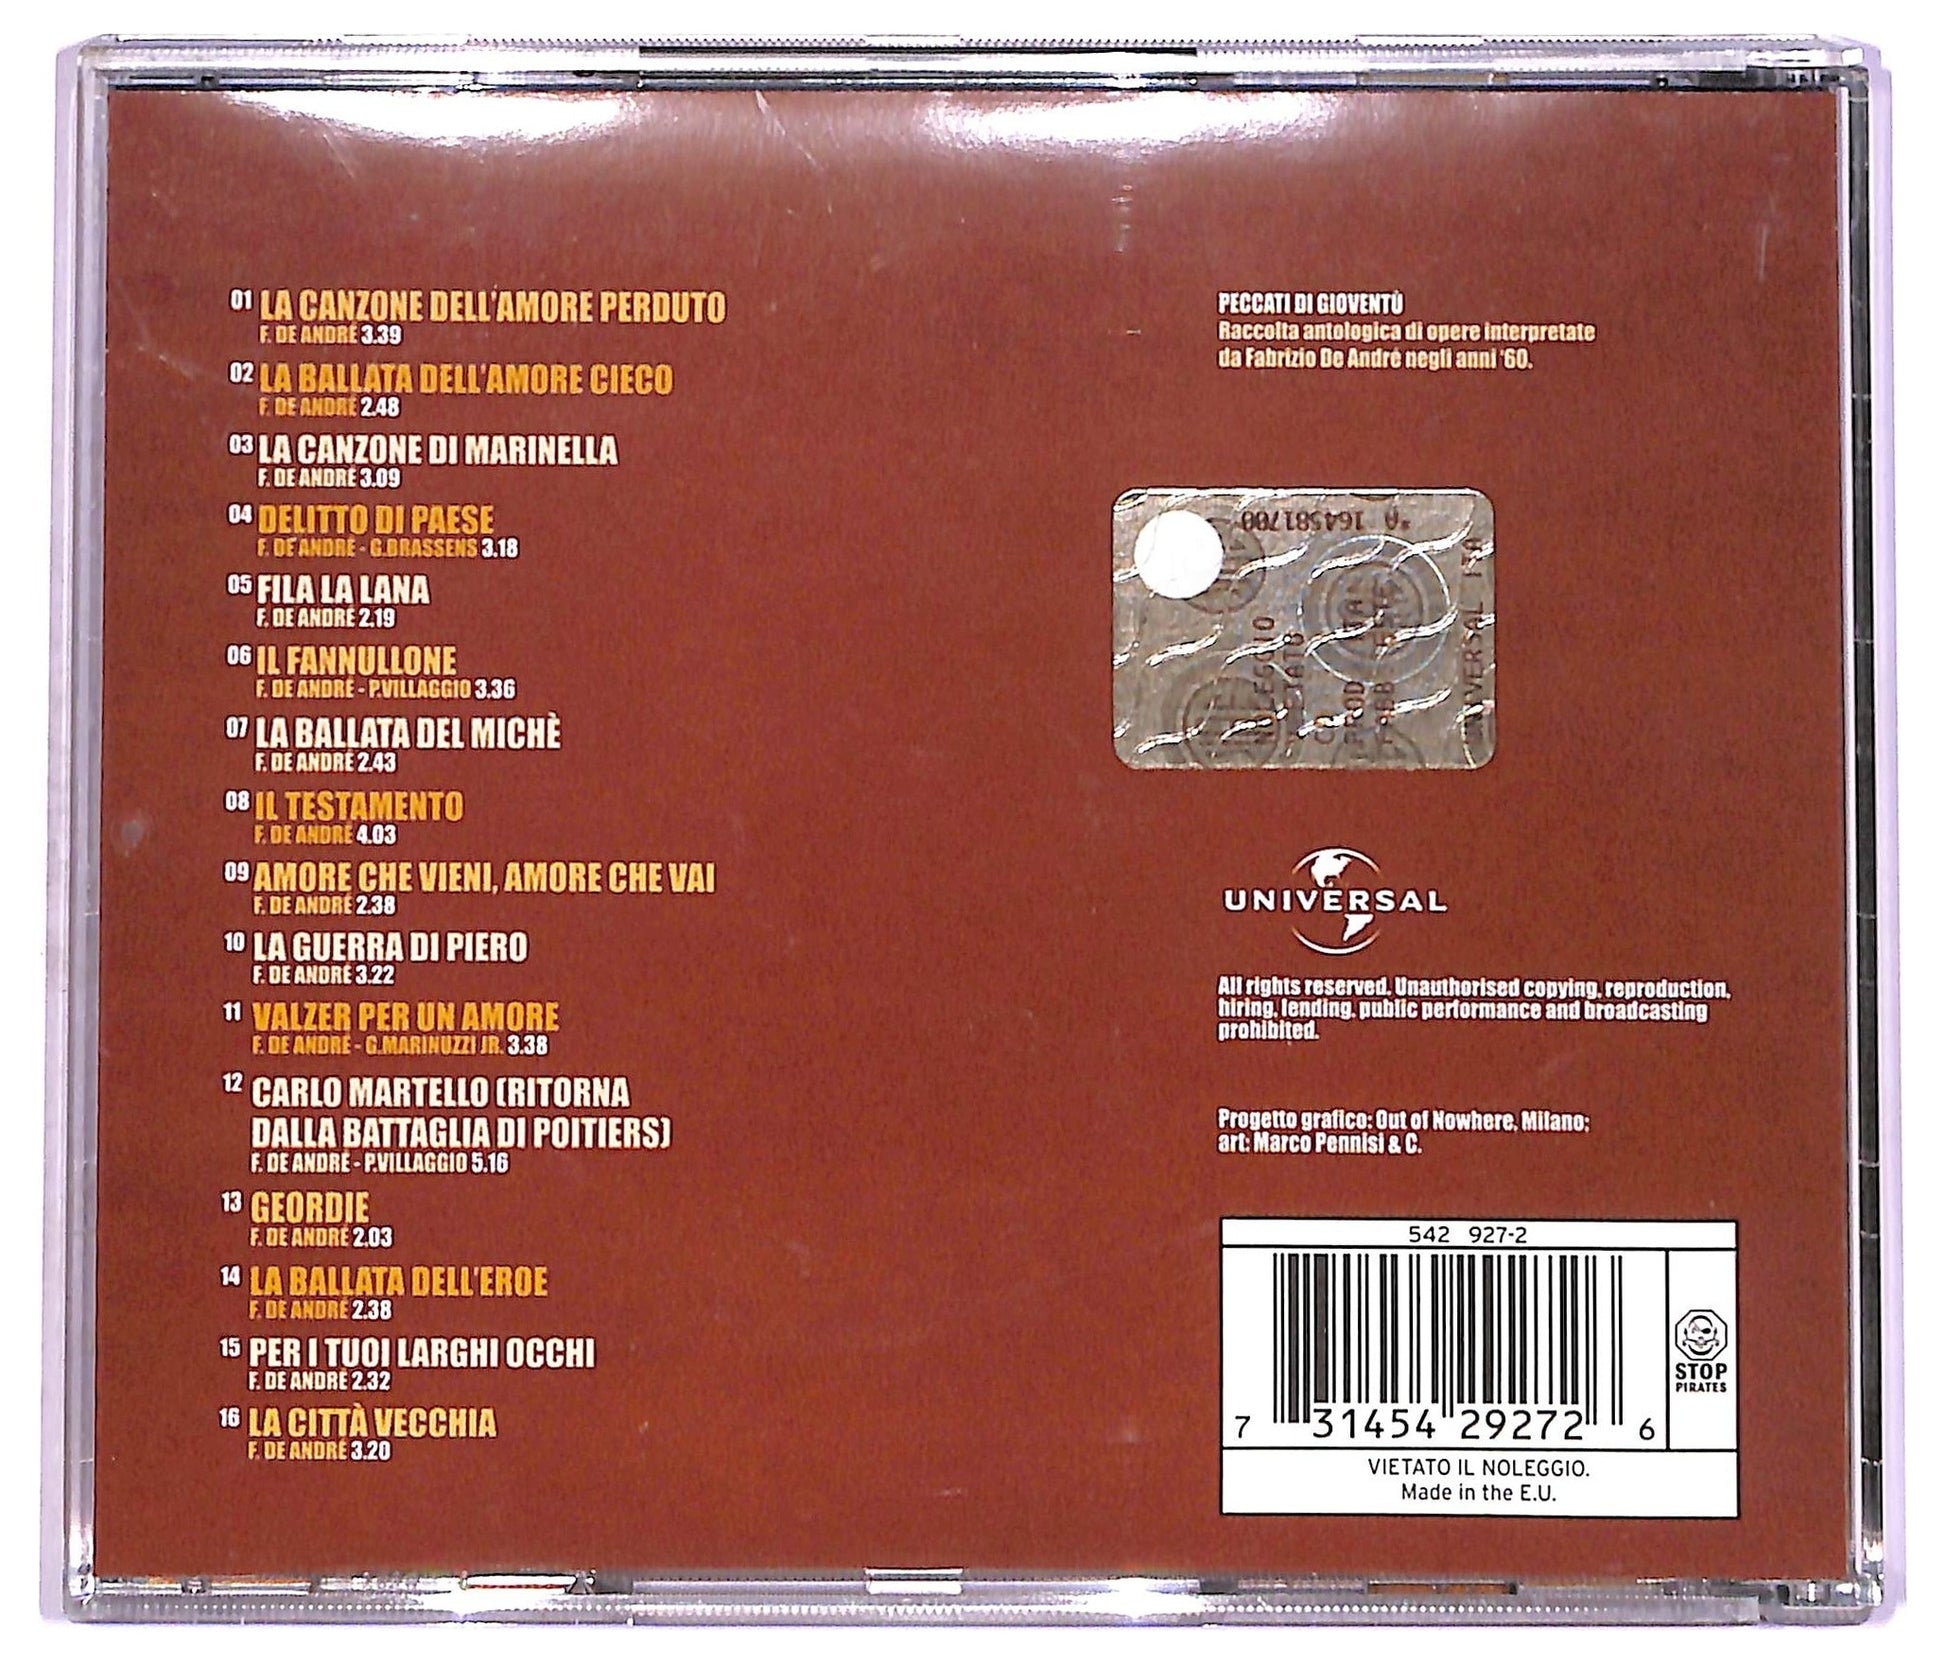 01 LA CANZONE DELL'AMORE PERDUTO
F. DE ANDRÉ 3.39
02 LA BALLATA DELL'AMORE CIECO
F. DE ANDRÉ 2.48
03 LA CANZONE DI MARINELLA
F. DE ANDRÉ 3.09
04 DELITTO DI PAESE
F. DE ANDRÉ - G.BRASSENS 3.18
05 FILA LA LANA
F. DE ANDRÉ 2.19
06 IL FANNULLONE
F. DE ANDRÉ - P.VILLAGGIO 3.36
07 LA BALLATA DEL MICHÈ
F. DE ANDRÉ 2.43
08 IL TESTAMENTO
F. DE ANDRÉ 4.03
09 AMORE CHE VIENI, AMORE CHE VAI
F. DE ANDRÉ 2.38
10 LA GUERRA DI PIERO
F. DE ANDRÉ 3.22
11 VALZER PER UN AMORE
F. DE ANDRÉ - G.MARINUZZI JR. 3.38
12 CARLO MARTELLO (RITORNA
DALLA BATTAGLIA DI POITIERS)
F. DE ANDRÉ - P.VILLAGGIO 5.16
13 GEORDIE
F. DE ANDRÉ 2.03
14 LA BALLATA DELL'EROE
F. DE ANDRÉ 2.38
15 PER I TUOI LARGHI OCCHI
F. DE ANDRÉ 2.32
16 LA CITTÀ VECCHIA
F. DE ANDRÉ 3.20
PECCATI DI GIOVENTÙ
Raccolta antologica di opere interpretate
da Fabrizio De André negli anni '60.
*A 164581700
NOLEGGIO
VIETATO
CD
UNIVERSAL ITA
UNIVERSAL
All rights reserved. Unauthorised copying, reproduction,
hiring, lending, public performance and broadcasting
prohibited.
Progetto grafico: Out of Nowhere, Milano;
art: Marco Pennisi & C.
542 927-2
7 31454 29272 6
STOP
PIRATES
VIETATO IL NOLEGGIO.
Made in the E.U.